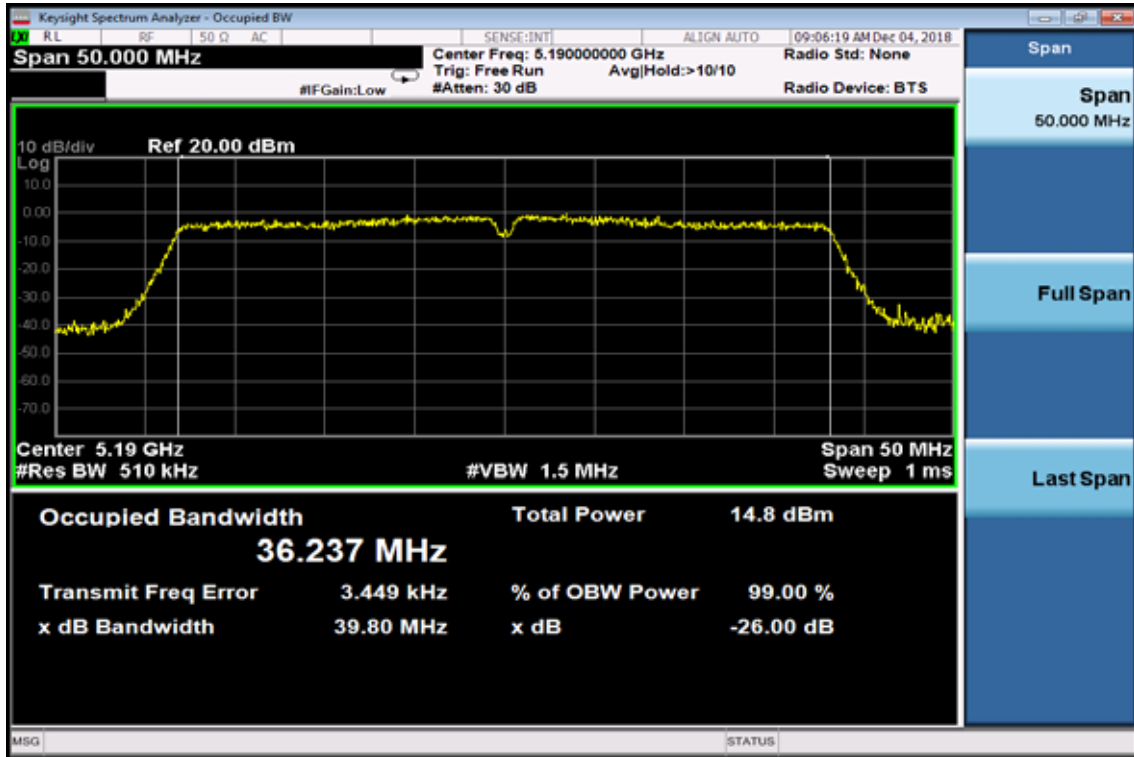 Keysight Spectrum Analyzer - Occupied BW
LXI RL RF 50 Ω AC SENSE:INT ALIGN AUTO 09:06:19 AM Dec 04, 2018
Span 50.000 MHz
Center Freq: 5.190000000 GHz Radio Std: None
Trig: Free Run Avg|Hold:>10/10
#IFGain:Low #Atten: 30 dB Radio Device: BTS
Span
Span
50.000 MHz
Full Span
Last Span
10 dB/div Ref 20.00 dBm
Log
10.0
0.00
-10.0
-20.0
-30.0
-40.0
-50.0
-60.0
-70.0
Center 5.19 GHz Span 50 MHz
#Res BW 510 kHz #VBW 1.5 MHz Sweep 1 ms
Occupied Bandwidth Total Power 14.8 dBm
36.237 MHz
Transmit Freq Error 3.449 kHz % of OBW Power 99.00 %
x dB Bandwidth 39.80 MHz x dB -26.00 dB
MSG STATUS